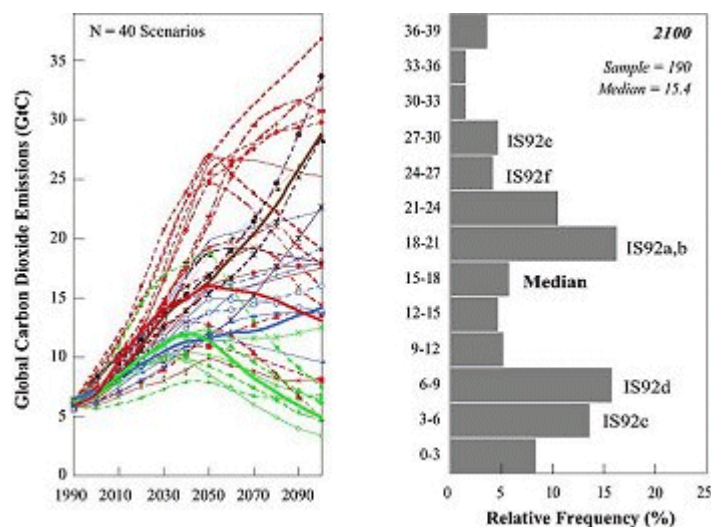 N = 40 Scenarios
Global Carbon Dioxide Emissions (GtC)
35
30
25
20
15
10
5
0
1990 2010 2030 2050 2070 2090
2100
Sample = 190
Median = 15.4
36-39
33-36
30-33
27-30 IS92e
24-27 IS92f
21-24
18-21 IS92a,b
15-18 Median
12-15
9-12
6-9 IS92d
3-6 IS92c
0-3
0 5 10 15 20 25
Relative Frequency (%)